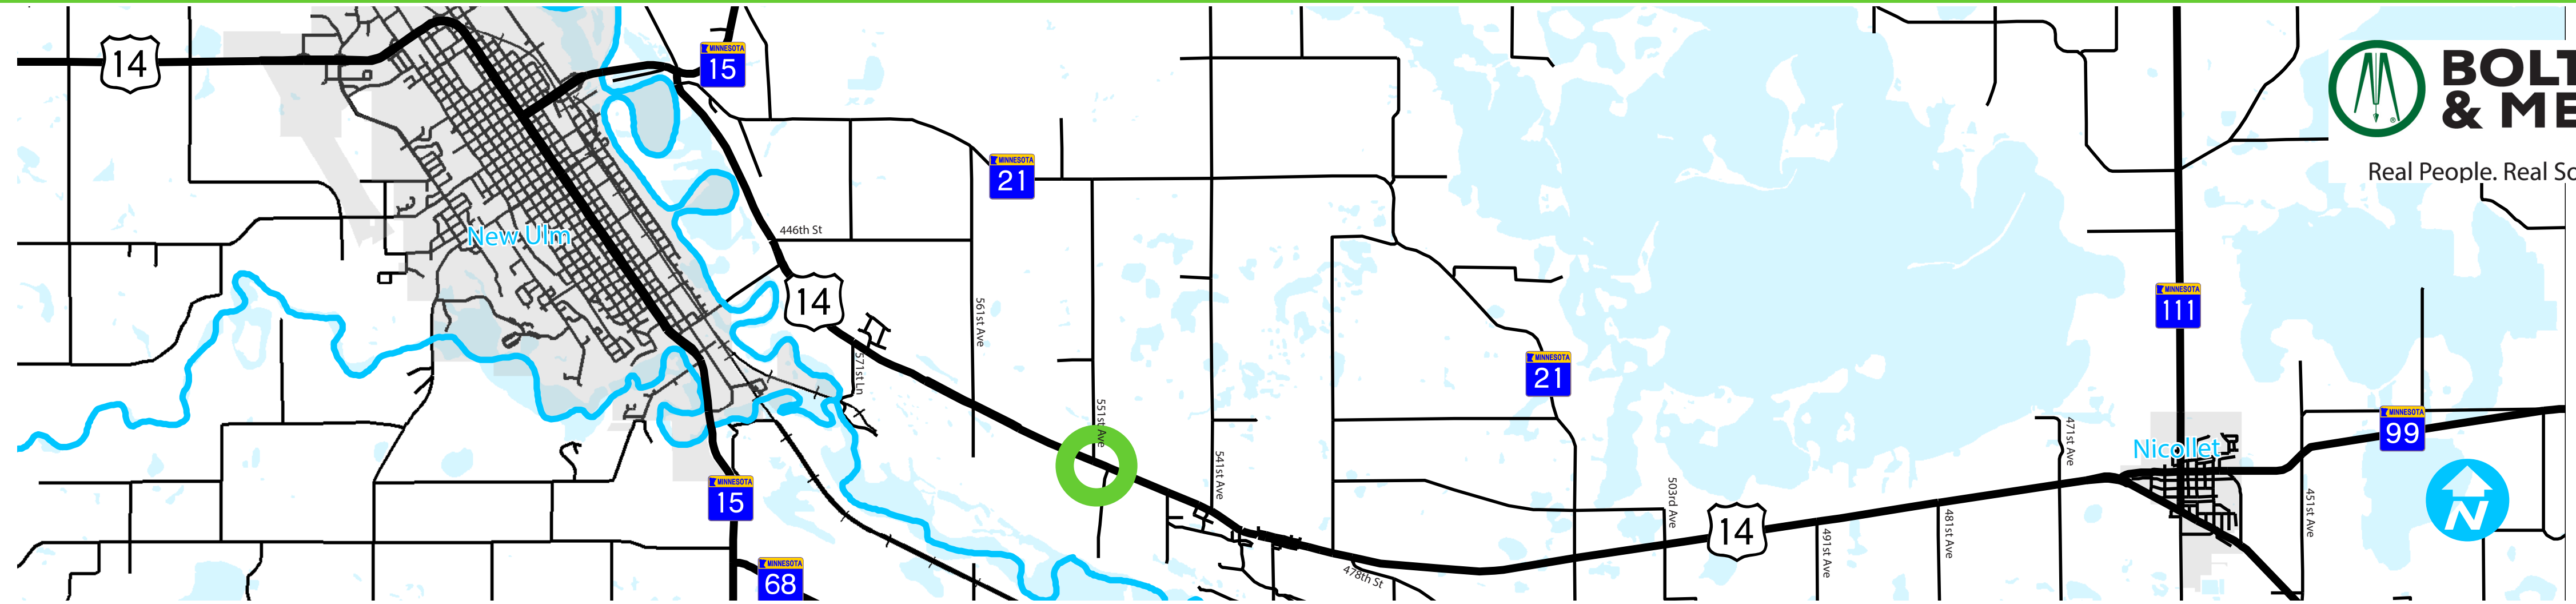 14
MINNESOTA
15
BOLT
& ME
®
Real People. Real So
MINNESOTA
21
446th St
New Ulm
14
561st Ave
MINNESOTA
111
571st Ln
MINNESOTA
21
551st Ave
541st Ave
471st Ave
MINNESOTA
99
Nicollet
MINNESOTA
15
503rd Ave
14
491st Ave
481st Ave
451st Ave
N
478th St
MINNESOTA
68